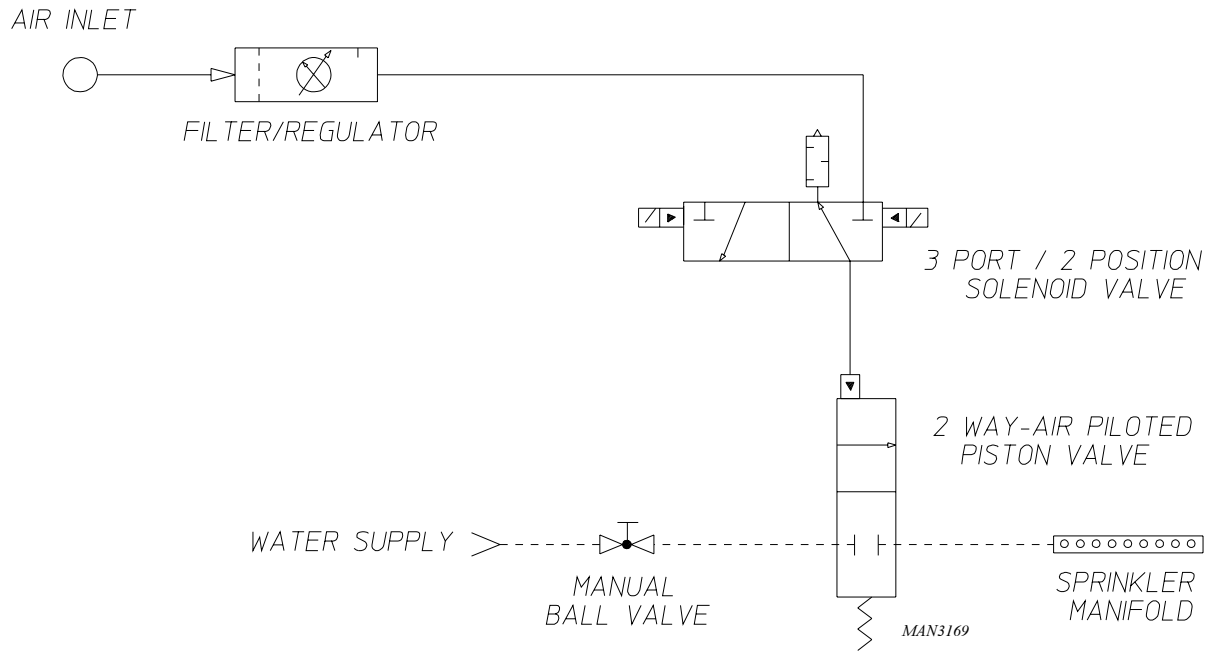 AIR INLET
FILTER/REGULATOR
3 PORT / 2 POSITION
SOLENOID VALVE
2 WAY-AIR PILOTED
PISTON VALVE
WATER SUPPLY
MANUAL
BALL VALVE
SPRINKLER
MANIFOLD
MAN3169